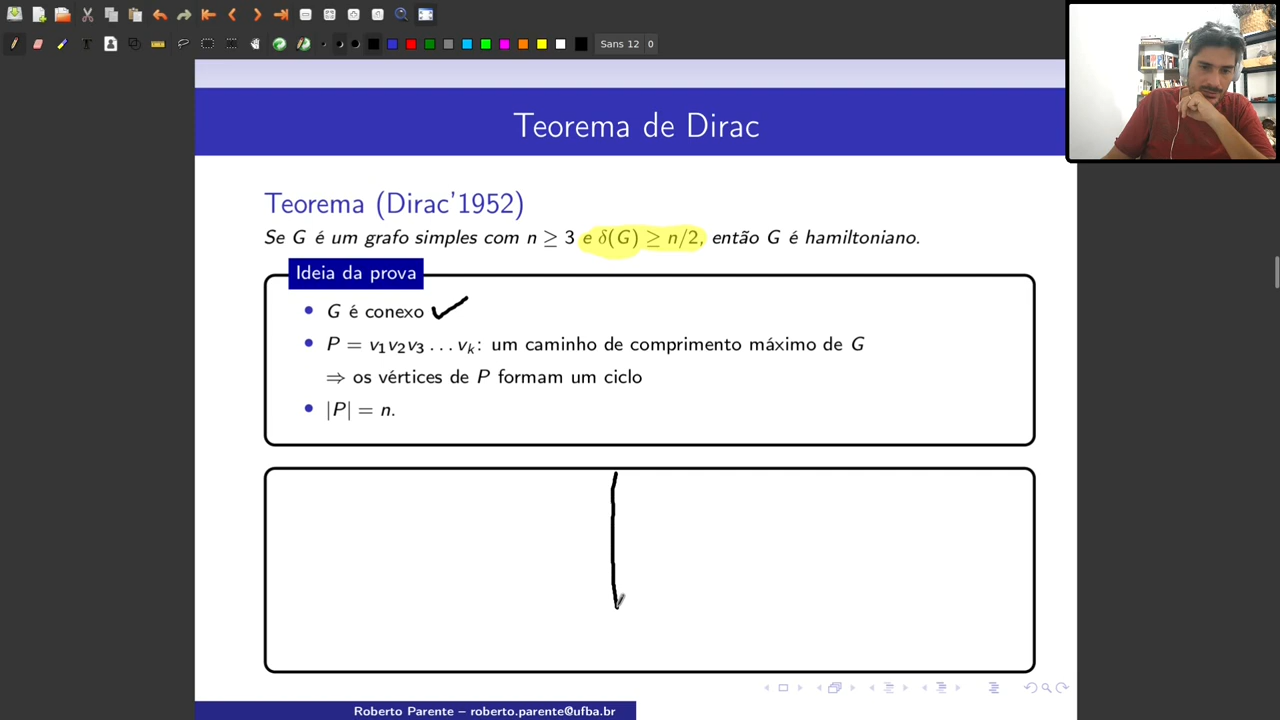 Sans 12 0
Teorema de Dirac
Teorema (Dirac'1952)
Se G é um grafo simples com n ≥ 3 e δ(G) ≥ n/2, então G é hamiltoniano.
Ideia da prova
• G é conexo
• P = v₁v₂v₃ . . . vₖ: um caminho de comprimento máximo de G
⇒ os vértices de P formam um ciclo
• |P| = n.
Roberto Parente – roberto.parente@ufba.br